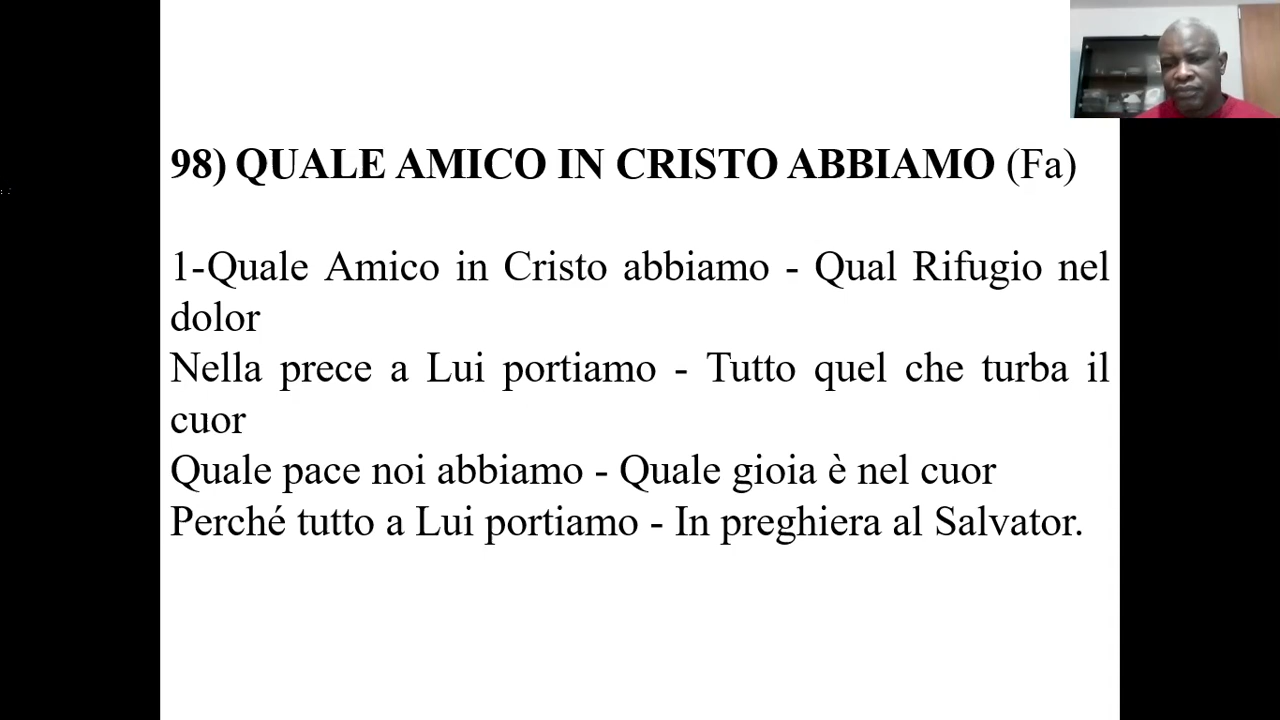 98) QUALE AMICO IN CRISTO ABBIAMO (Fa)
1-Quale Amico in Cristo abbiamo - Qual Rifugio nel
dolor
Nella prece a Lui portiamo - Tutto quel che turba il
cuor
Quale pace noi abbiamo - Quale gioia è nel cuor
Perché tutto a Lui portiamo - In preghiera al Salvator.